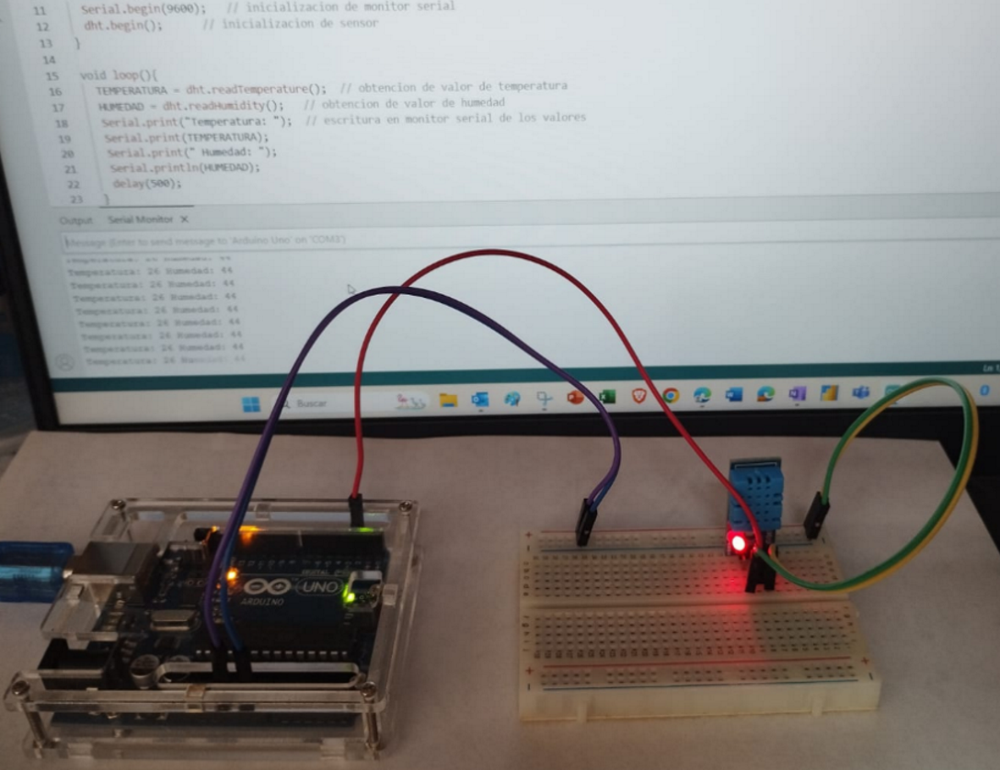 11 Serial.begin(9600); // inicializacion de monitor serial
12 dht.begin(); // inicializacion de sensor
13 }
14
15 void loop(){
16 TEMPERATURA = dht.readTemperature(); // obtencion de valor de temperatura
17 HUMEDAD = dht.readHumidity(); // obtencion de valor de humedad
18 Serial.print("Temperatura: "); // escritura en monitor serial de los valores
19 Serial.print(TEMPERATURA);
20 Serial.print(" Humedad: ");
21 Serial.println(HUMEDAD);
22 delay(500);
23 }
Output Serial Monitor X
Message (Enter to send message to 'Arduino Uno' on 'COM3')
Temperatura: 26 Humedad: 44
Temperatura: 26 Humedad: 44
Temperatura: 26 Humedad: 44
Temperatura: 26 Humedad: 44
Temperatura: 26 Humedad: 44
Temperatura: 26 Humedad: 44
Temperatura: 26 Humedad: 44
Temperatura: 26 Humedad: 44
Buscar
UNO
ARDUINO